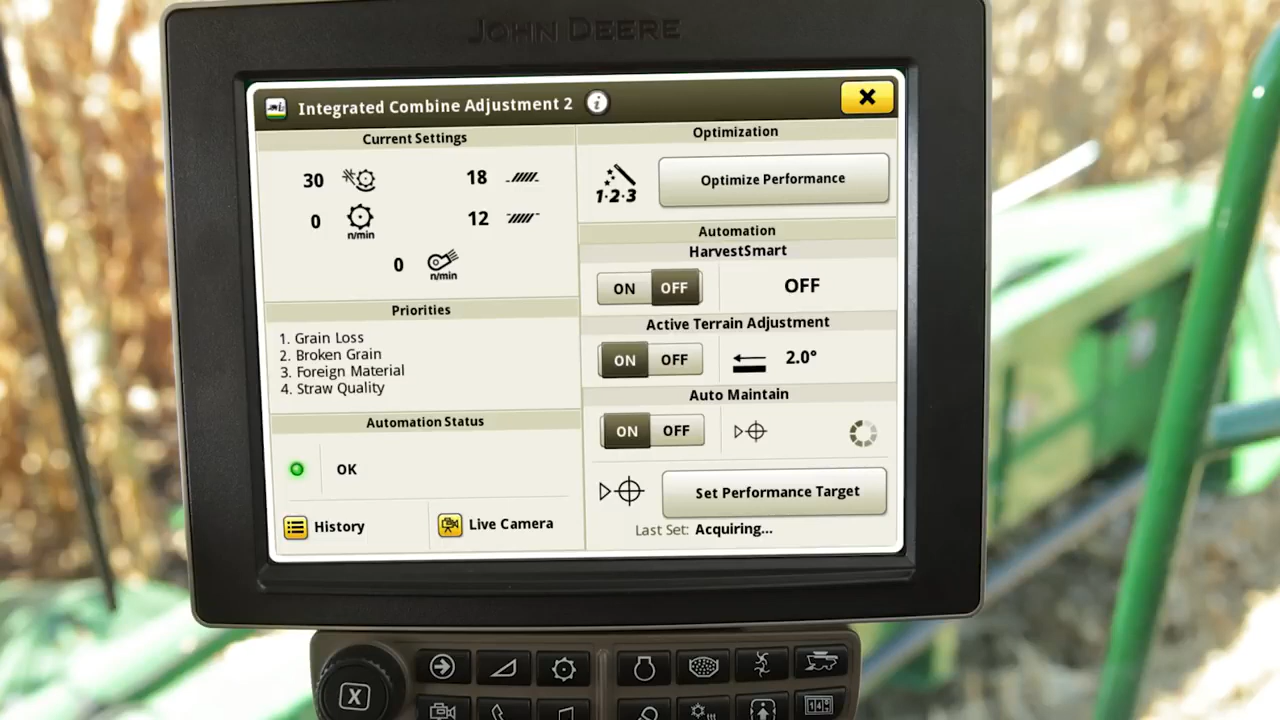 JOHN DEERE
Integrated Combine Adjustment 2
Current Settings
30
18
0
n/min
12
0
n/min
Priorities
1. Grain Loss
2. Broken Grain
3. Foreign Material
4. Straw Quality
Automation Status
OK
History
Live Camera
Optimization
1·2·3
Optimize Performance
Automation
HarvestSmart
ON OFF
OFF
Active Terrain Adjustment
ON OFF
2.0°
Auto Maintain
ON OFF
Set Performance Target
Last Set: Acquiring...
X